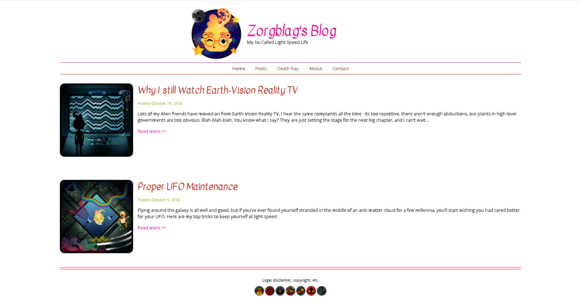 Zorgblag's Blog
My So-Called Light Speed Life
Home Posts Death Ray About Contact
Why I still Watch Earth-Vision Reality TV
Posted October 15, 2018
Lots of my Alien friends have moved on from Earth-Vision Reality TV. I hear the same complaints all the time - its too repetitive, there aren't enough abductions, our plants in high-level
governments are too obvious. Blah-blah-blah. You know what I say? They are just setting the stage for the next big chapter, and I can't wait...
Read more >>
Proper UFO Maintenance
Posted October 5, 2018
Flying around the galaxy is all well and good, but if you've ever found yourself stranded in the middle of an anti-matter cloud for a few millennia, you'll start wishing you had cared better
for your UFO. Here are my top tricks to keep yourself at light speed.
Read more >>
Legal disclaimer, copyright, etc.